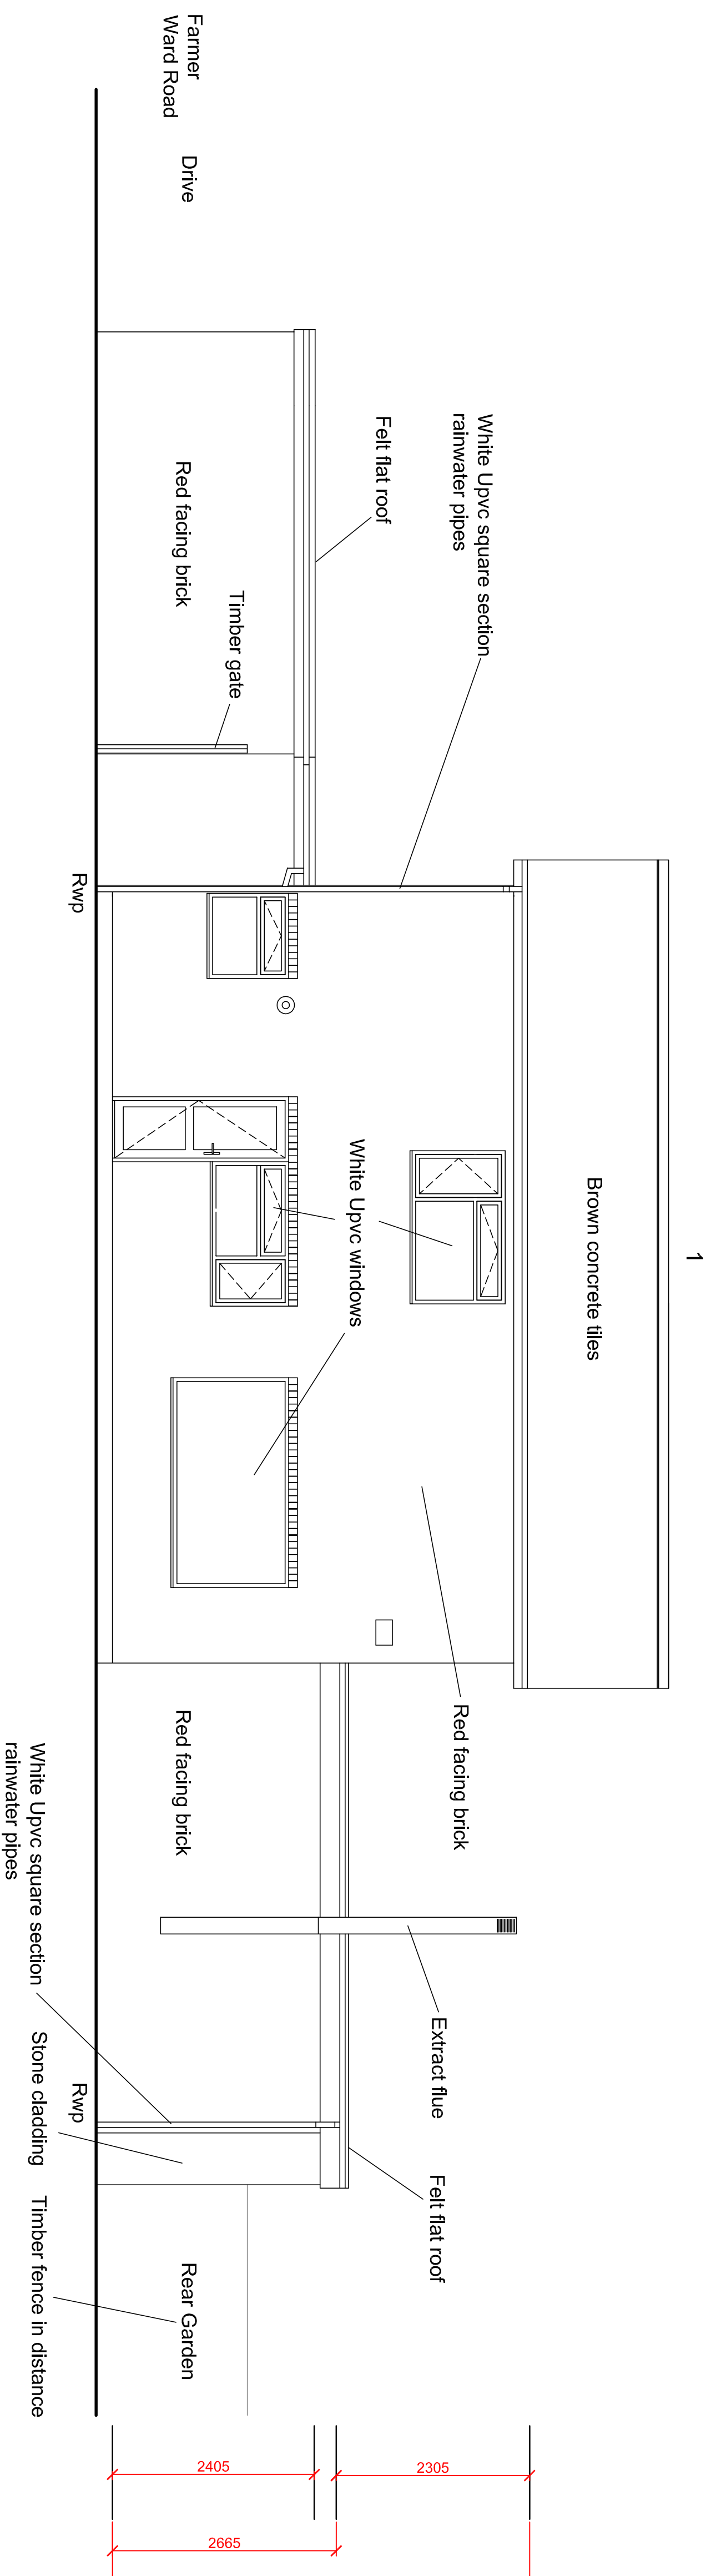 1
Brown concrete tiles
White Upvc square section
rainwater pipes
Felt flat roof
Red facing brick
Timber gate
Farmer
Ward Road
Drive
Rwp
White Upvc windows
Red facing brick
Red facing brick
Extract flue
Felt flat roof
Rear Garden
White Upvc square section
rainwater pipes
Stone cladding
Rwp
Timber fence in distance
2305
2405
2665